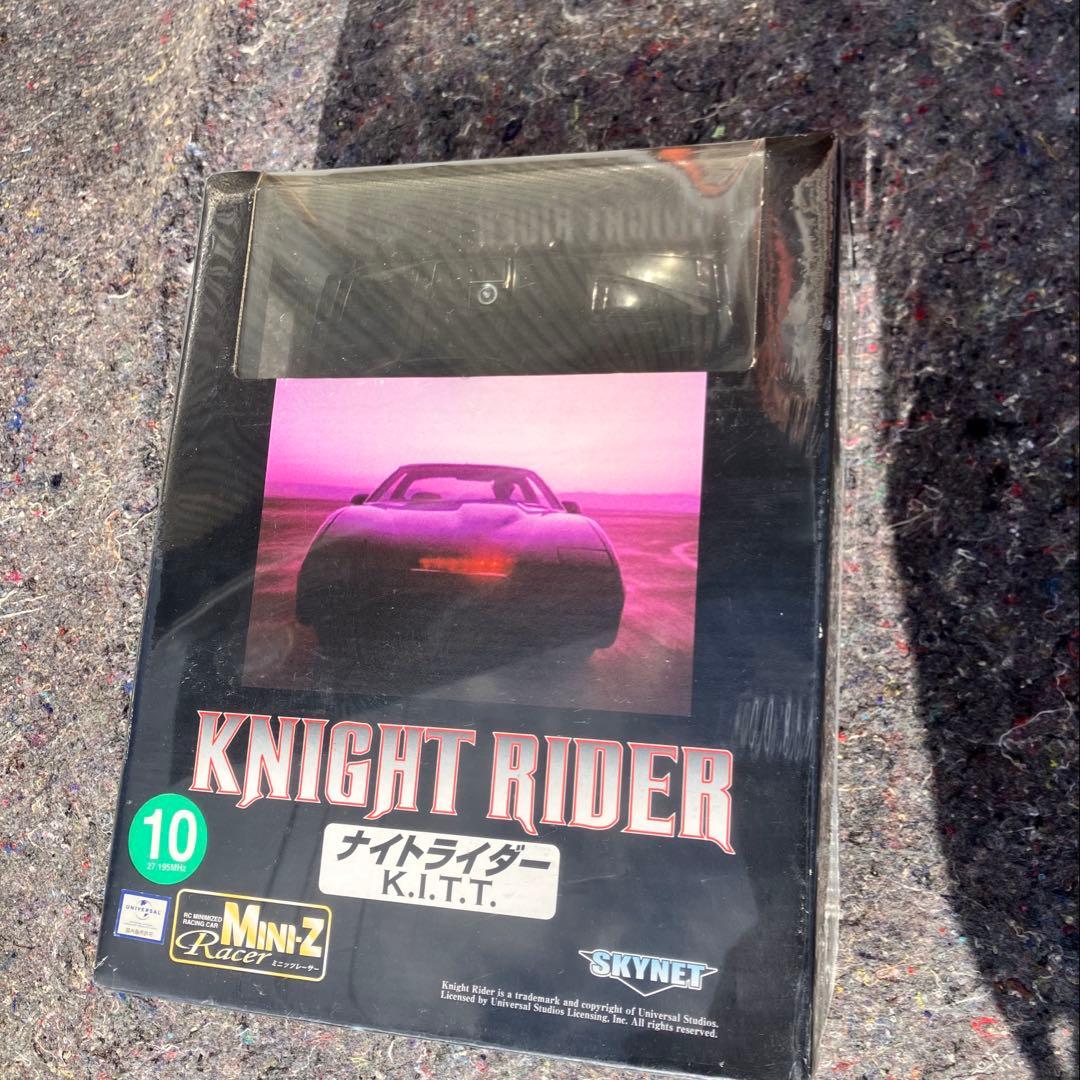 KNIGHT RIDER
KNIGHT RIDER
ナイトライダー
K.I.T.T.
10
27.195MHz
UNIVERSAL
RC MINIMIZED
RACING CAR
MINI-Z
Racer
ミニッツレーサー
SKYNET
Knight Rider is a trademark and copyright of Universal Studios.
Licensed by Universal Studios Licensing, Inc. All rights reserved.